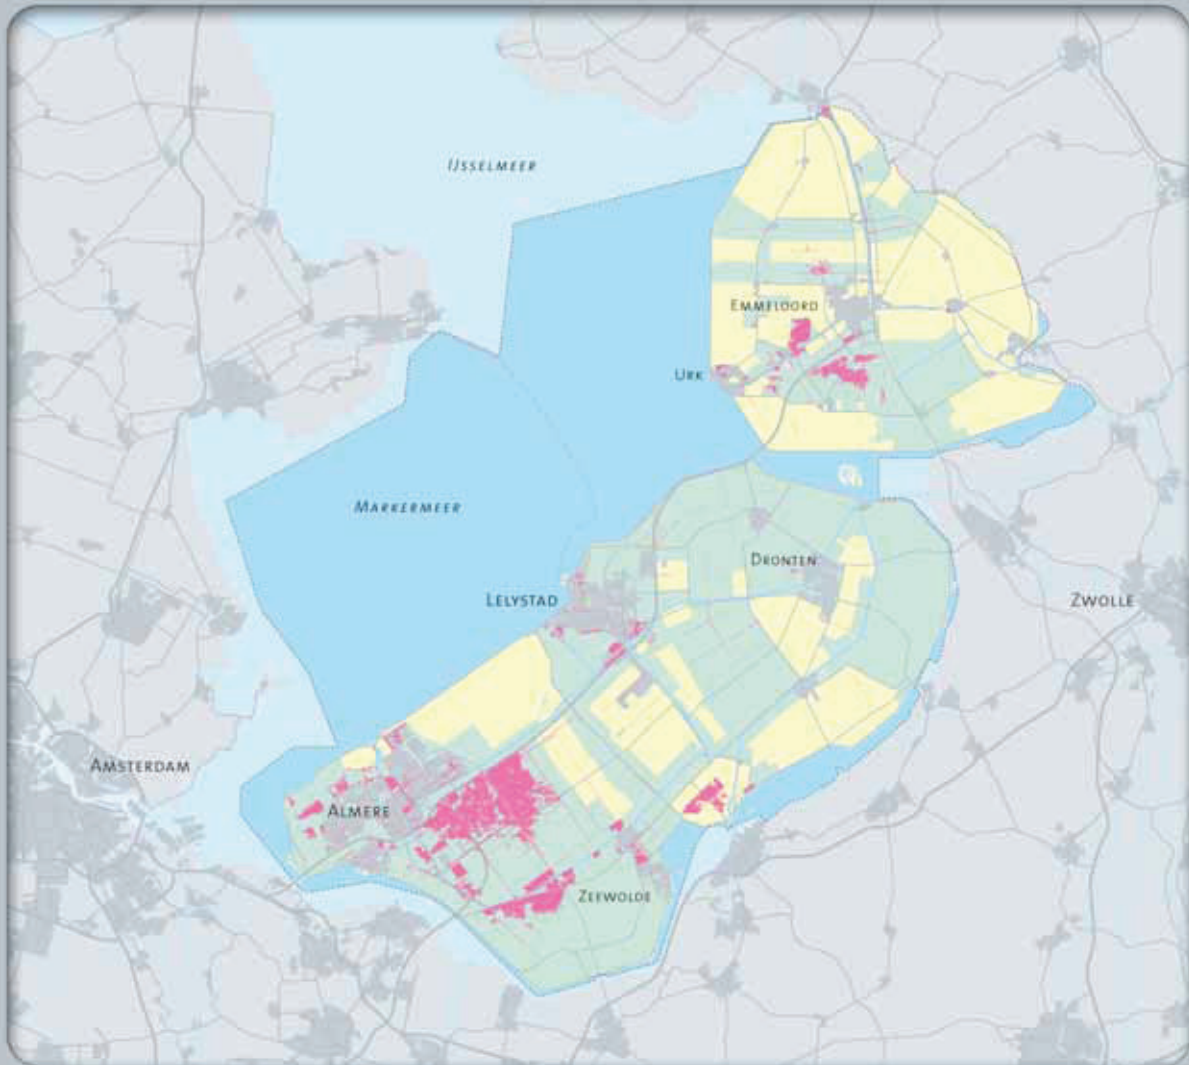 IJSSELMEER
EMMELOORD
URK
MARKERMEER
DRONTEN
LELYSTAD
ZWOLLE
AMSTERDAM
ALMERE
ZEEWOLDE